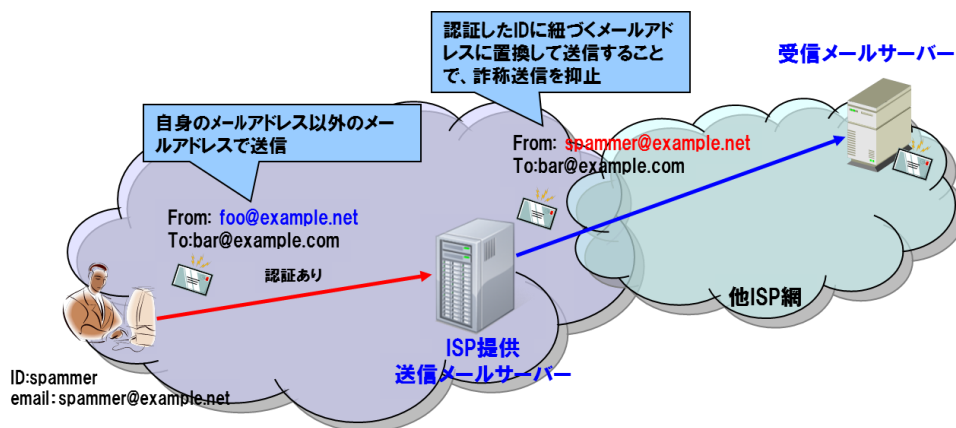 認証したIDに紐づくメールアド
レスに置換して送信すること
で、詐称送信を抑止
受信メールサーバー
自身のメールアドレス以外のメー
ルアドレスで送信
From: spammer@example.net
To:bar@example.com
From: foo@example.net
To:bar@example.com
認証あり
他ISP網
ISP提供
送信メールサーバー
ID:spammer
email:spammer@example.net